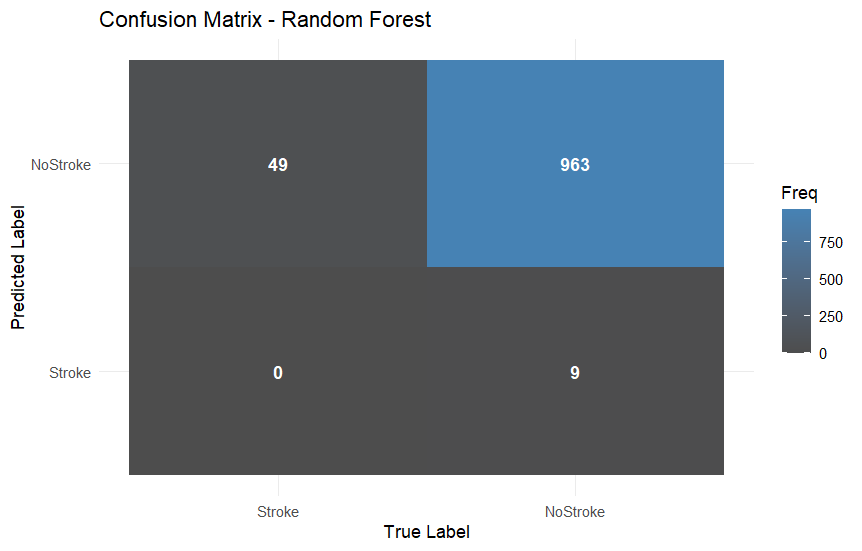 Confusion Matrix - Random Forest
Predicted Label
NoStroke
49
963
Stroke
0
9
Stroke
NoStroke
True Label
Freq
750
500
250
0